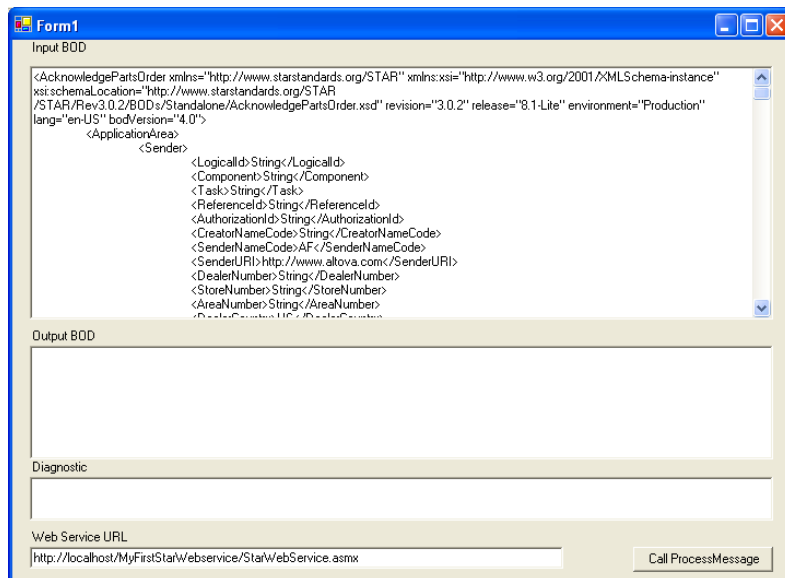 Form1
Input BOD
<AcknowledgePartsOrder xmlns="http://www.starstandards.org/STAR" xmlns:xsi="http://www.w3.org/2001/XMLSchema-instance"
xsi:schemaLocation="http://www.starstandards.org/STAR
/STAR/Rev3.0.2/BODs/Standalone/AcknowledgePartsOrder.xsd" revision="3.0.2" release="8.1-Lite" environment="Production"
lang="en-US" bodVersion="4.0">
<ApplicationArea>
<Sender>
<LogicalId>String</LogicalId>
<Component>String</Component>
<Task>String</Task>
<ReferenceId>String</ReferenceId>
<AuthorizationId>String</AuthorizationId>
<CreatorNameCode>String</CreatorNameCode>
<SenderNameCode>AF</SenderNameCode>
<SenderURI>http://www.altova.com</SenderURI>
<DealerNumber>String</DealerNumber>
<StoreNumber>String</StoreNumber>
<AreaNumber>String</AreaNumber>
<DealerCountry>US</DealerCountry>
Output BOD
Diagnostic
Web Service URL
http://localhost/MyFirstStarWebservice/StarWebService.asmx
Call ProcessMessage